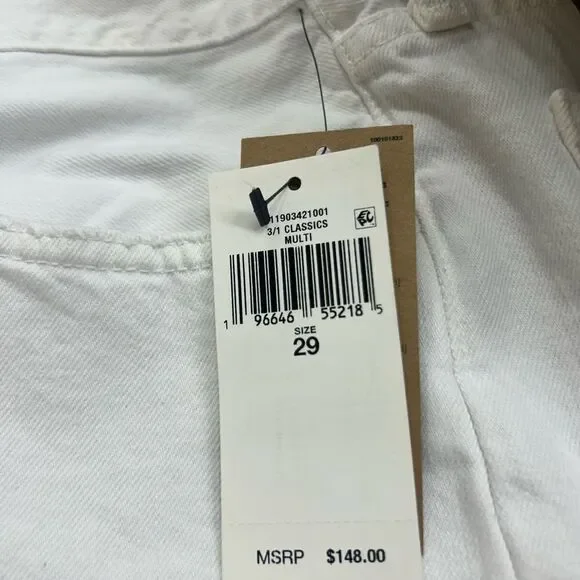 11903421001
3/1 CLASSICS
MULTI
1 96646 55218 5
SIZE
29
MSRP $148.00